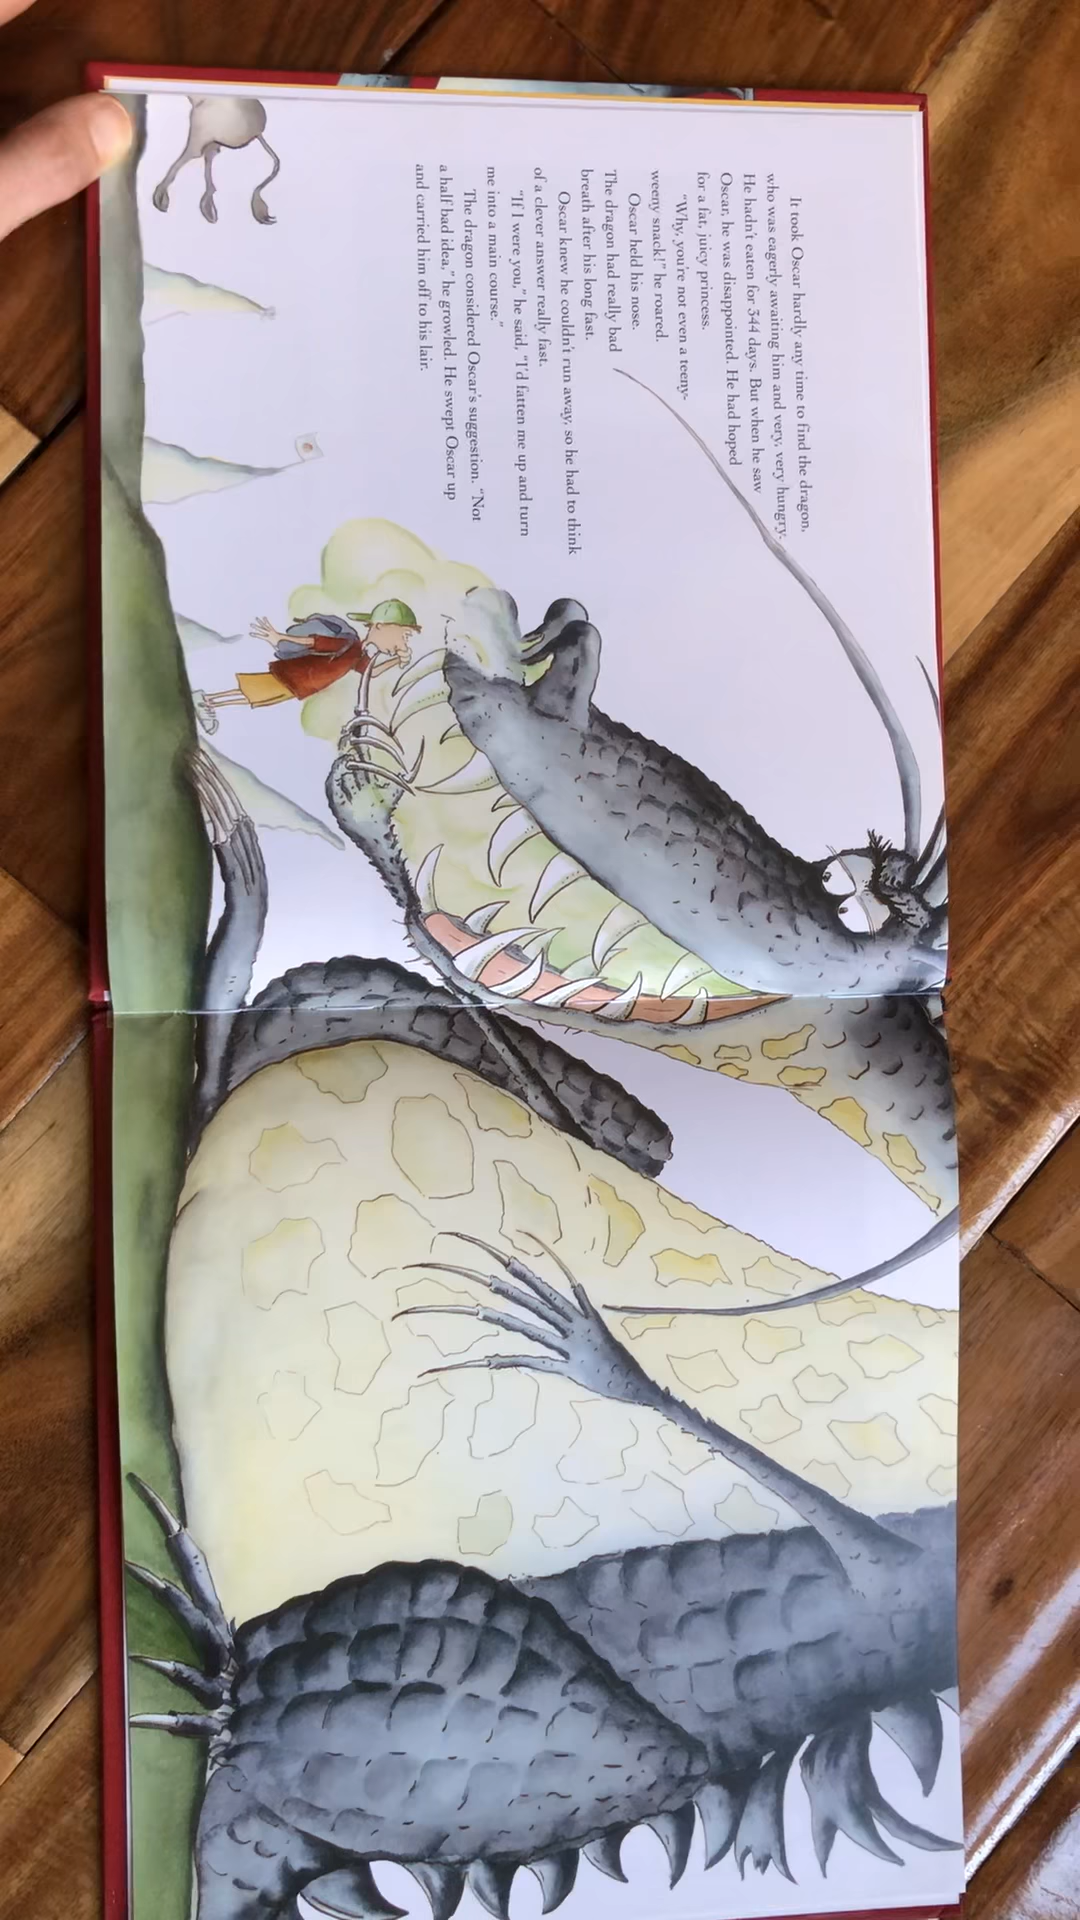 It took Oscar hardly any time to find the dragon,
who was eagerly awaiting him and very, very hungry.
He hadn't eaten for 344 days. But when he saw
Oscar, he was disappointed. He had hoped
for a fat, juicy princess.
"Why, you're not even a teeny-
weeny snack!" he roared.
Oscar held his nose.
The dragon had really bad
breath after his long fast.
Oscar knew he couldn't run away, so he had to think
of a clever answer really fast.
"If I were you," he said, "I'd fatten me up and turn
me into a main course."
The dragon considered Oscar's suggestion. "Not
a half bad idea," he growled. He swept Oscar up
and carried him off to his lair.